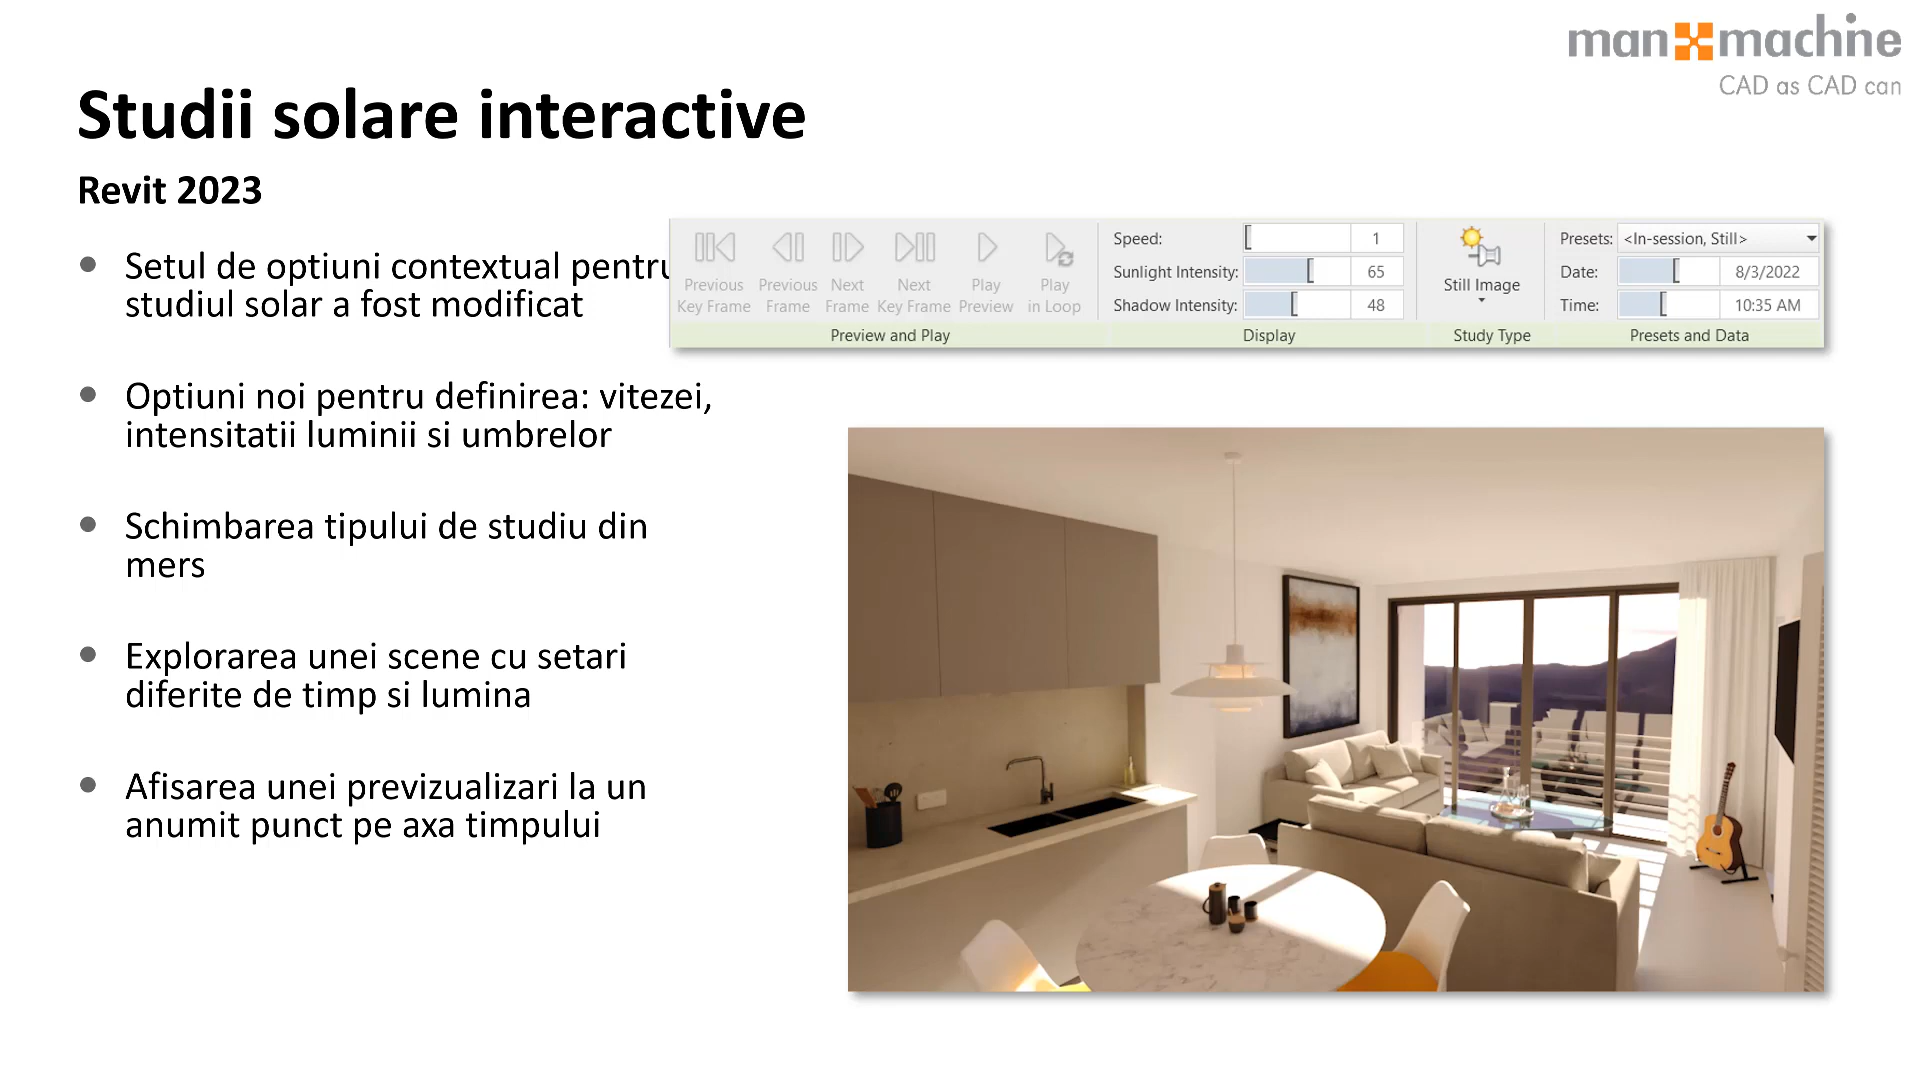 man machine
CAD as CAD can
Studii solare interactive
Revit 2023
Setul de optiuni contextual pentru
studiul solar a fost modificat
Optiuni noi pentru definirea: vitezei,
intensitatii luminii si umbrelor
Schimbarea tipului de studiu din
mers
Explorarea unei scene cu setari
diferite de timp si lumina
Afisarea unei previzualizari la un
anumit punct pe axa timpului
Previous
Key Frame
Previous
Frame
Next
Frame
Next
Key Frame
Play
Preview
Play
in Loop
Preview and Play
Speed: 1
Sunlight Intensity: 65
Shadow Intensity: 48
Display
Still Image
Study Type
Presets: <In-session, Still>
Date: 8/3/2022
Time: 10:35 AM
Presets and Data